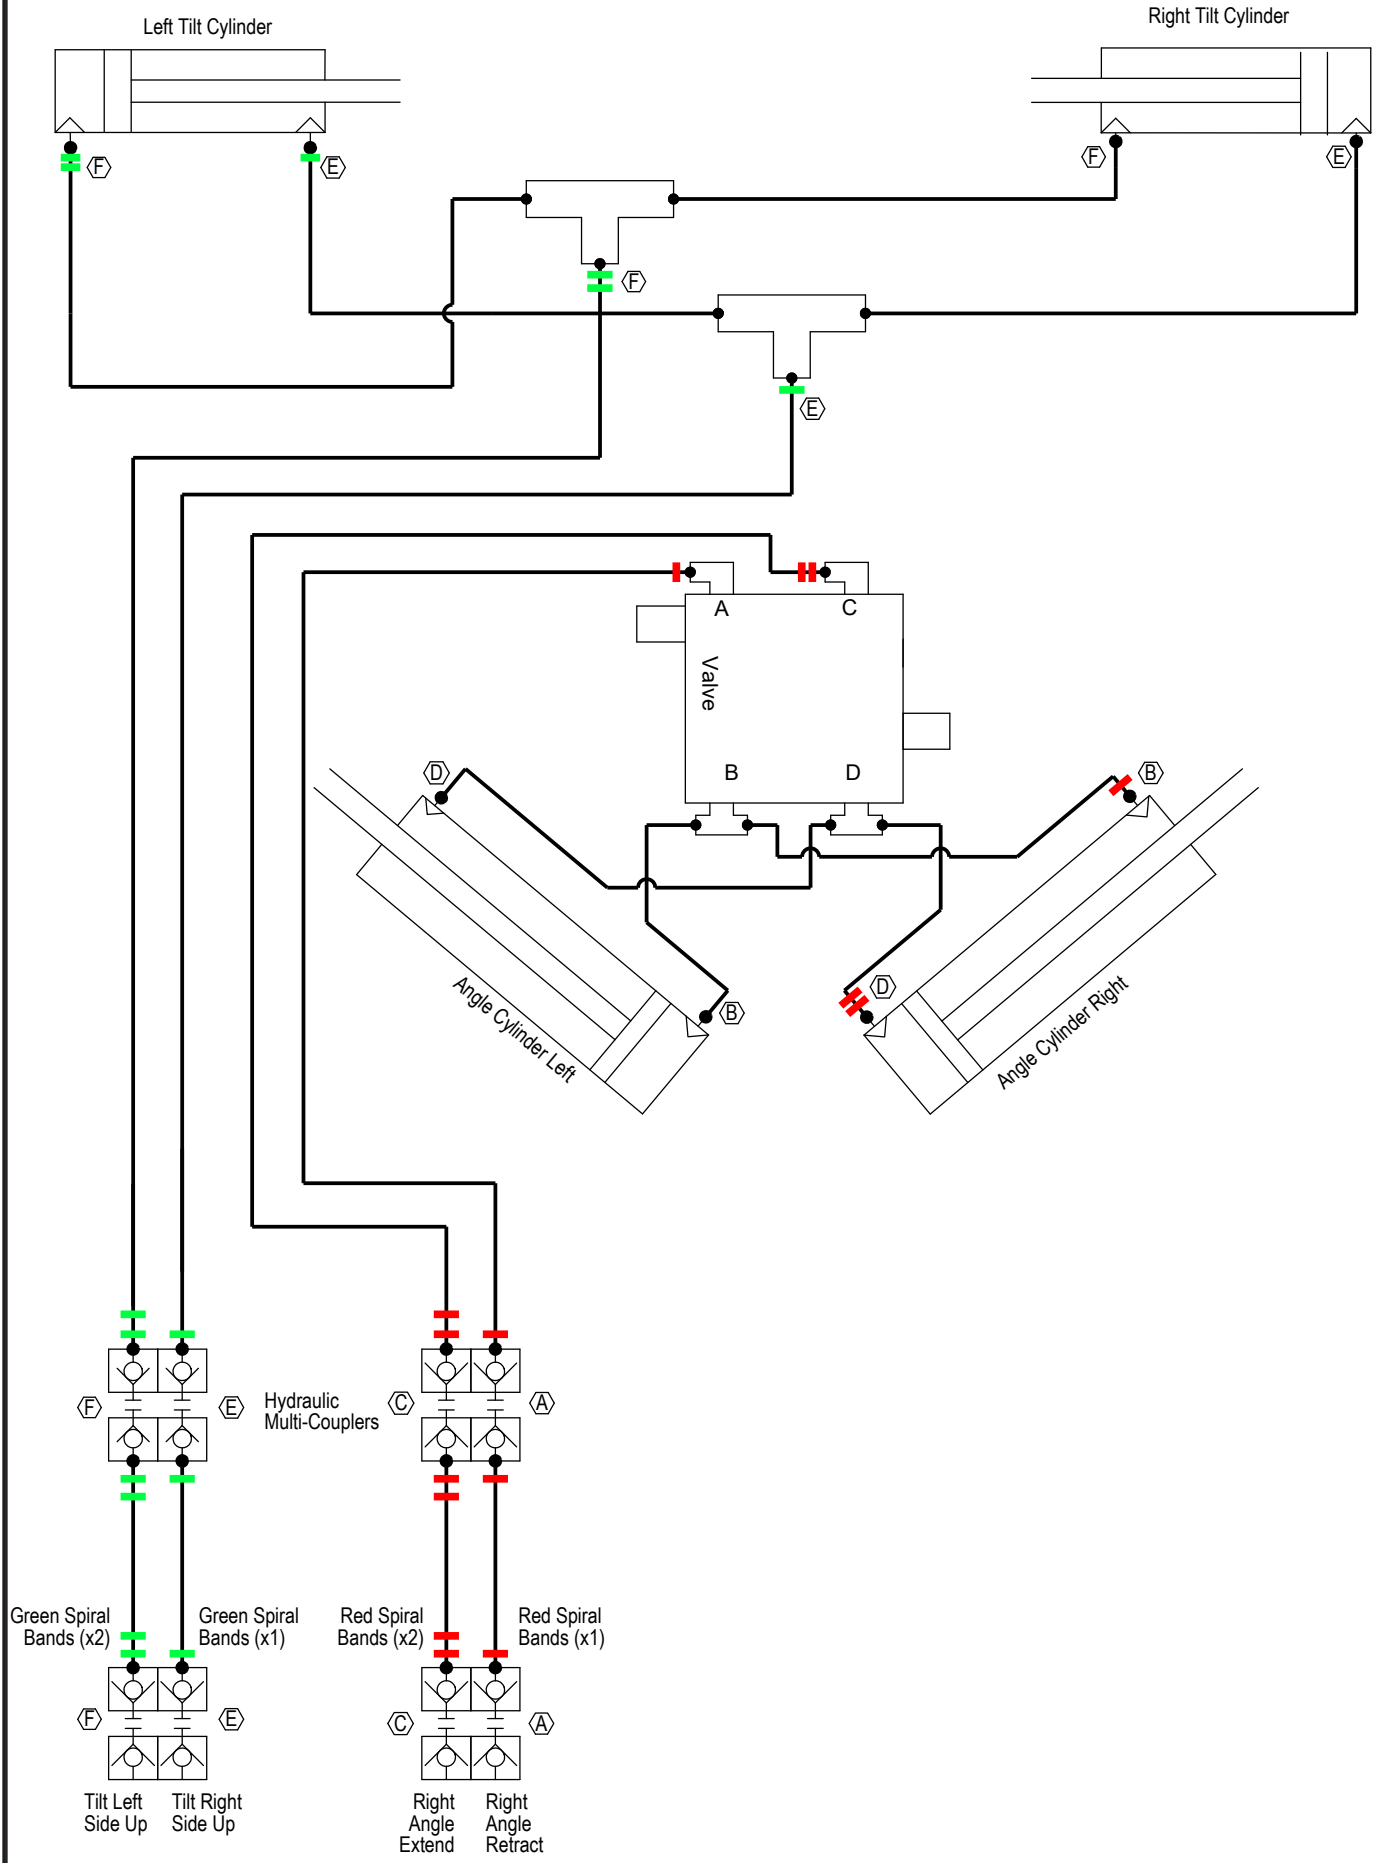 Left Tilt Cylinder
Right Tilt Cylinder
F
E
F
E
F
E
A
C
Valve
B
D
D
B
B
D
Angle Cylinder Left
Angle Cylinder Right
F
E
Hydraulic
Multi-Couplers
C
A
Green Spiral
Bands (x2)
Green Spiral
Bands (x1)
Red Spiral
Bands (x2)
Red Spiral
Bands (x1)
F
E
C
A
Tilt Left
Side Up
Tilt Right
Side Up
Right
Angle
Extend
Right
Angle
Retract